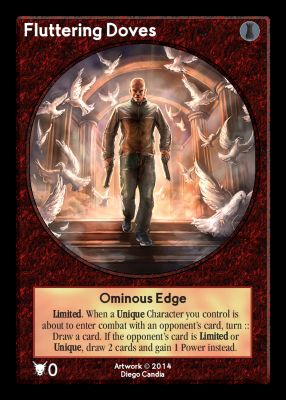 Fluttering Doves
Ominous Edge
Limited. When a Unique Character you control is
about to enter combat with an opponent's card, turn ::
Draw a card. If the opponent's card is Limited or
Unique, draw 2 cards and gain 1 Power instead.
0
Artwork © 2014
Diego Candia